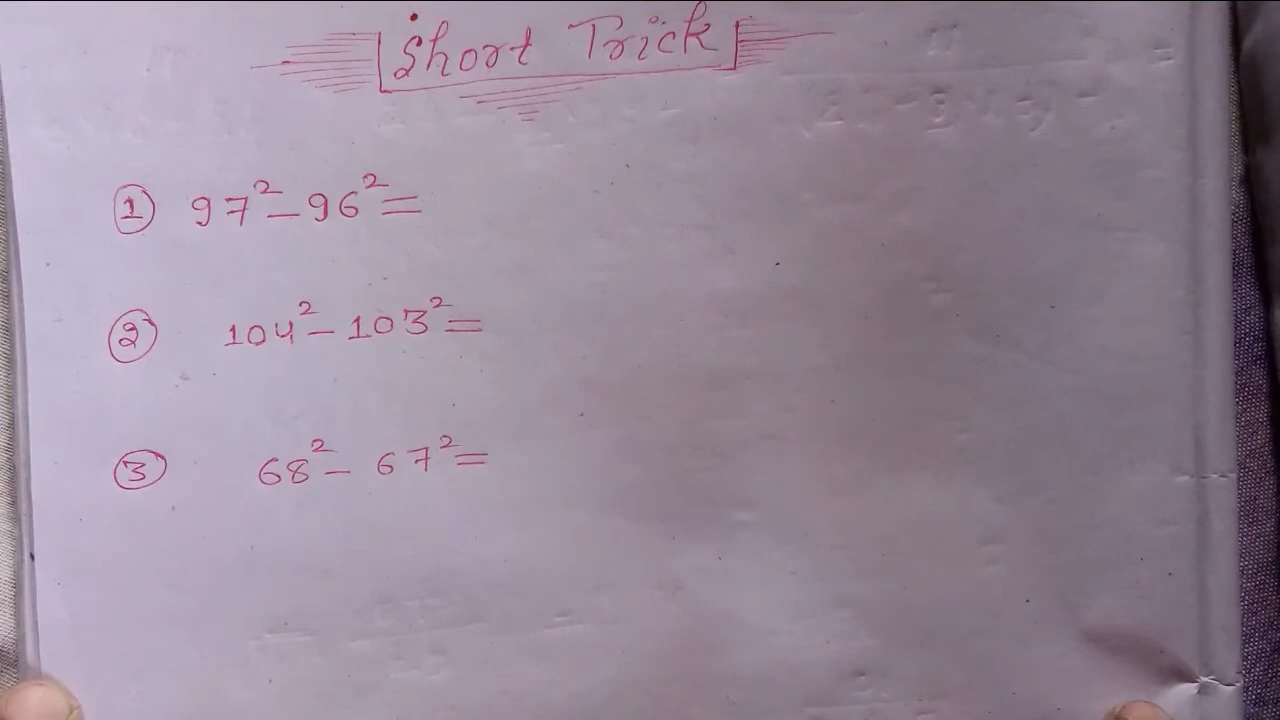 Short Trick
① 97²-96²=
② 104²-103²=
③ 68²-67²=